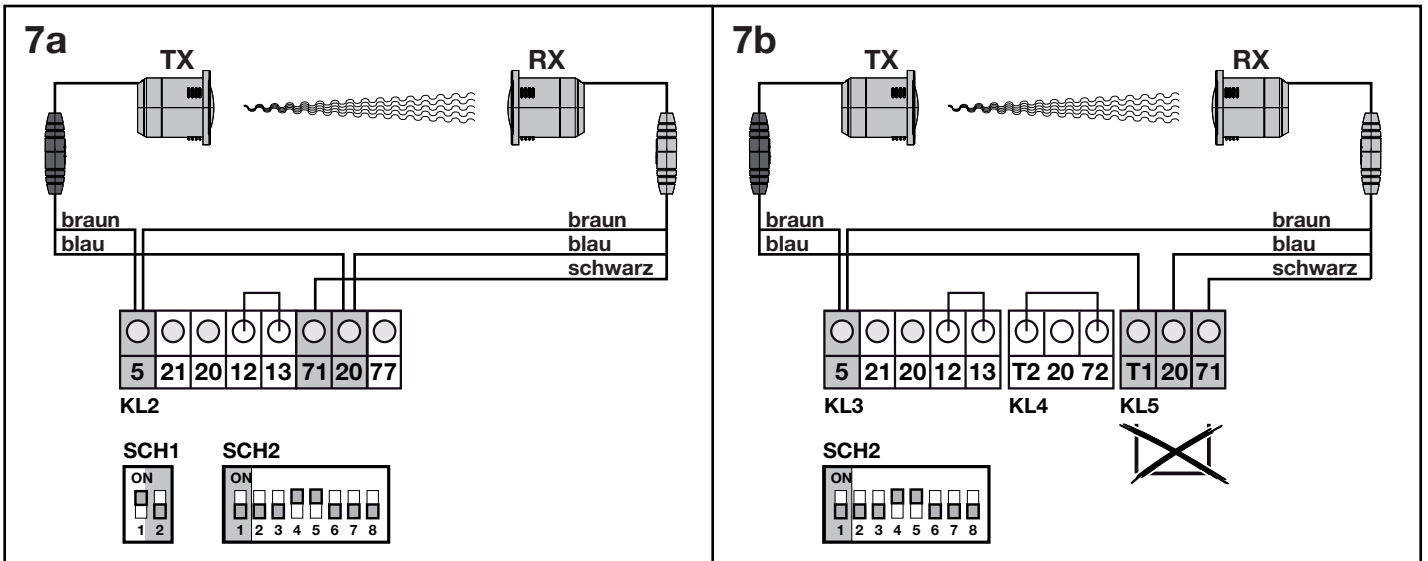 7a
TX RX
braun braun
blau blau
schwarz
5 21 20 12 13 71 20 77
KL2
SCH1 SCH2
ON ON
1 2 1 2 3 4 5 6 7 8
7b
TX RX
braun braun
blau blau
schwarz
5 21 20 12 13 T2 20 72 T1 20 71
KL3 KL4 KL5
SCH2
ON
1 2 3 4 5 6 7 8